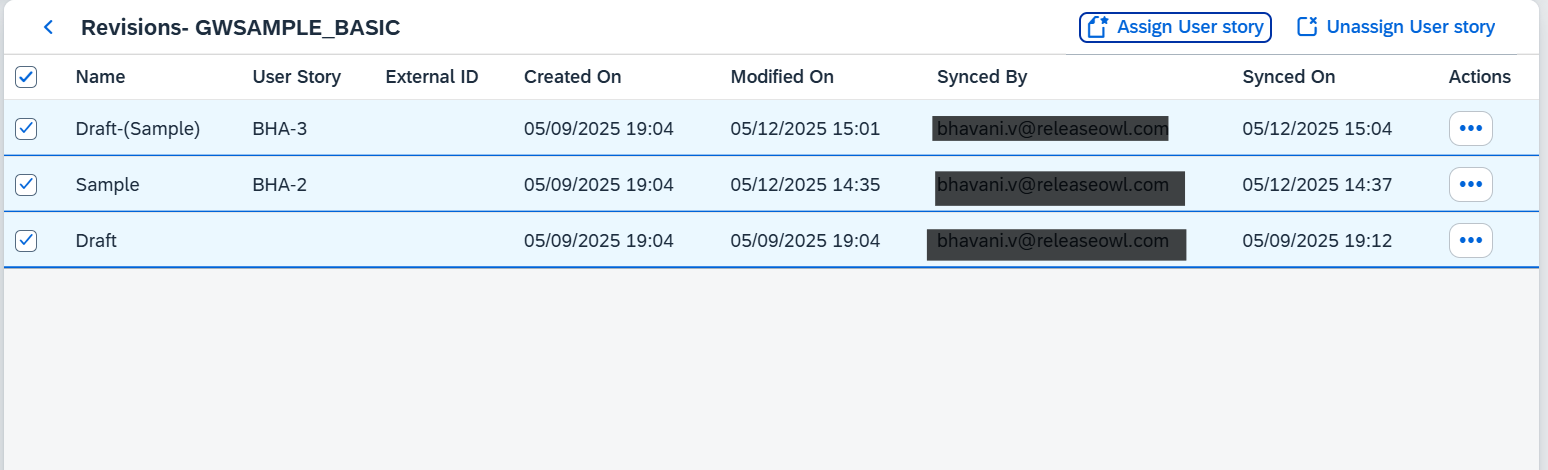 Revisions- GWSAMPLE_BASIC Assign User story Unassign User story
Name User Story External ID Created On Modified On Synced By Synced On Actions
Draft-(Sample) BHA-3 05/09/2025 19:04 05/12/2025 15:01 bhavani.v@releaseowl.com 05/12/2025 15:04
Sample BHA-2 05/09/2025 19:04 05/12/2025 14:35 bhavani.v@releaseowl.com 05/12/2025 14:37
Draft 05/09/2025 19:04 05/09/2025 19:04 bhavani.v@releaseowl.com 05/09/2025 19:12